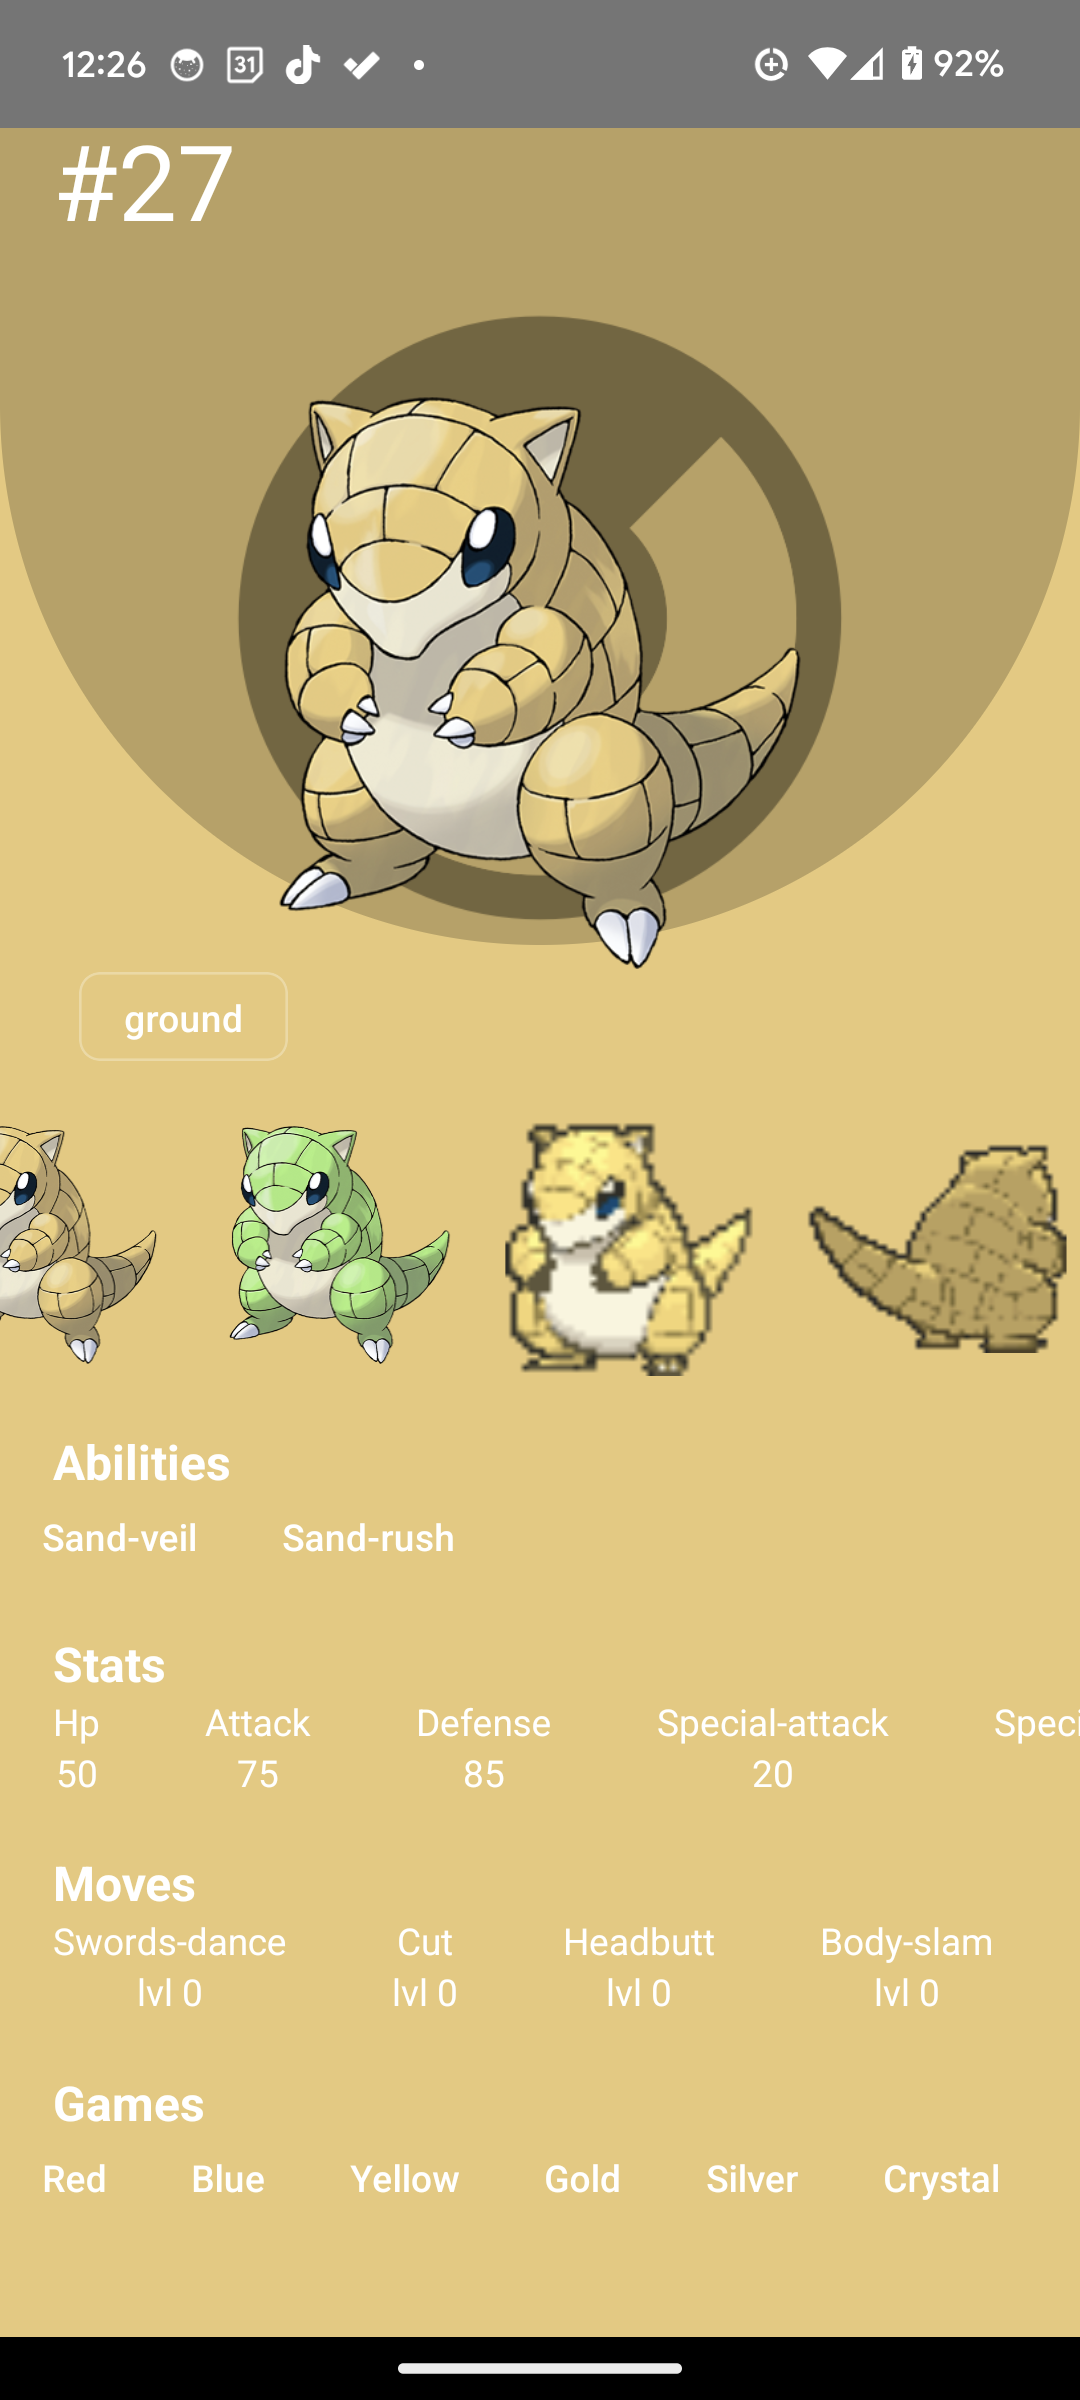 12:26 31 92%
#27
ground
Abilities
Sand-veil Sand-rush
Stats
Hp Attack Defense Special-attack Speci
50 75 85 20
Moves
Swords-dance Cut Headbutt Body-slam
lvl 0 lvl 0 lvl 0 lvl 0
Games
Red Blue Yellow Gold Silver Crystal